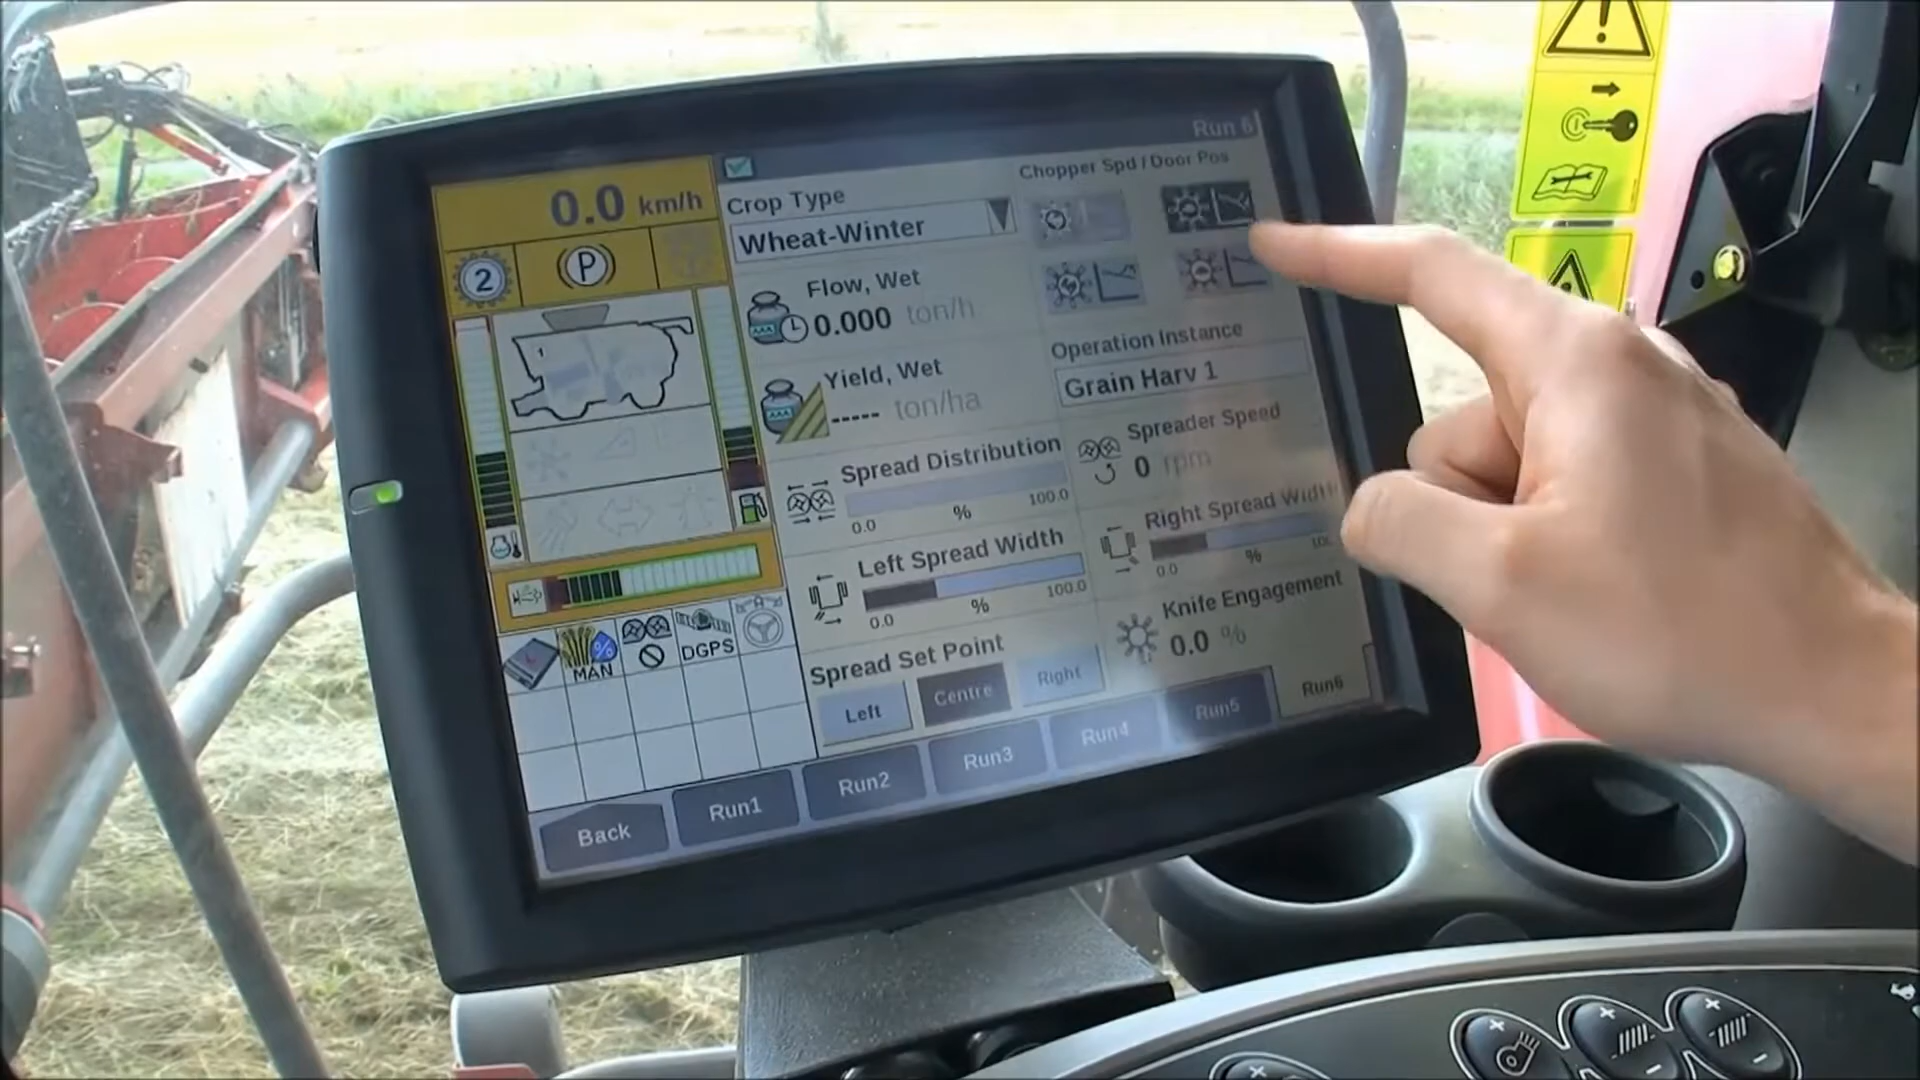 Run 6
0.0 km/h
2
P
1
MAN
DGPS
Crop Type
Wheat-Winter
Flow, Wet
0.000 ton/h
Yield, Wet
----- ton/ha
Spread Distribution
0.0 % 100.0
Left Spread Width
0.0 % 100.0
Spread Set Point
Left
Centre
Right
Chopper Spd / Door Pos
Operation Instance
Grain Harv 1
Spreader Speed
0 rpm
Right Spread Width
0.0 %
Knife Engagement
0.0 %
Back
Run1
Run2
Run3
Run4
Run5
Run6